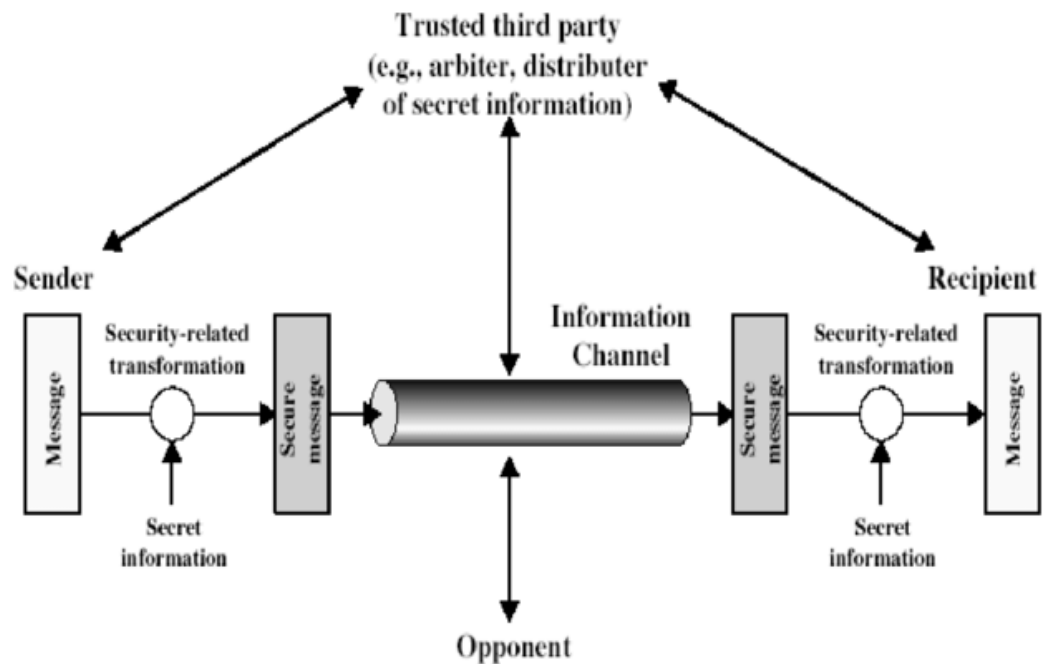 Trusted third party
(e.g., arbiter, distributer
of secret information)
Sender
Recipient
Information
Channel
Security-related
transformation
Security-related
transformation
Message
Secure
message
Secure
message
Message
Secret
information
Secret
information
Opponent